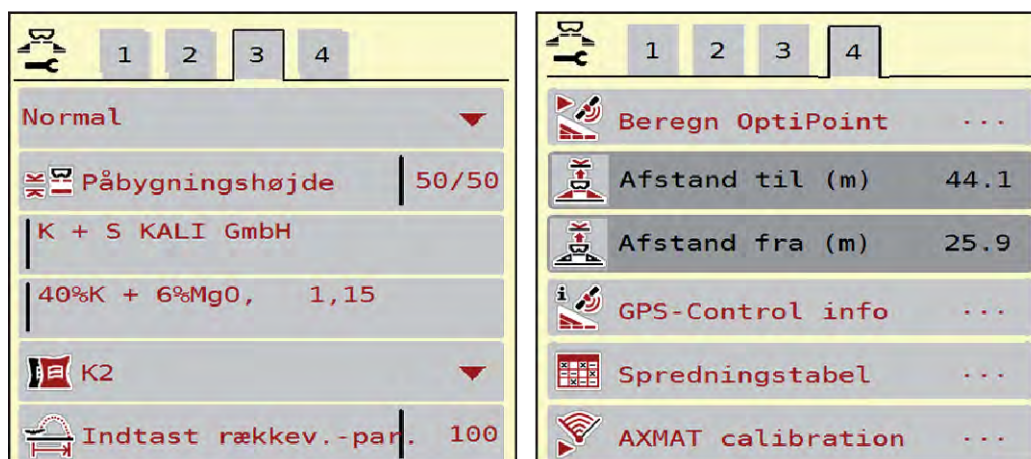 1 2 3 4
Normal
Påbygningshøjde 50/50
K + S KALI GmbH
40%K + 6%MgO, 1,15
K2
Indtast rækkev.-par. 100
1 2 3 4
Beregn OptiPoint ...
Afstand til (m) 44.1
Afstand fra (m) 25.9
i
GPS-Control info ...
Spredningstabel ...
AXMAT calibration ...